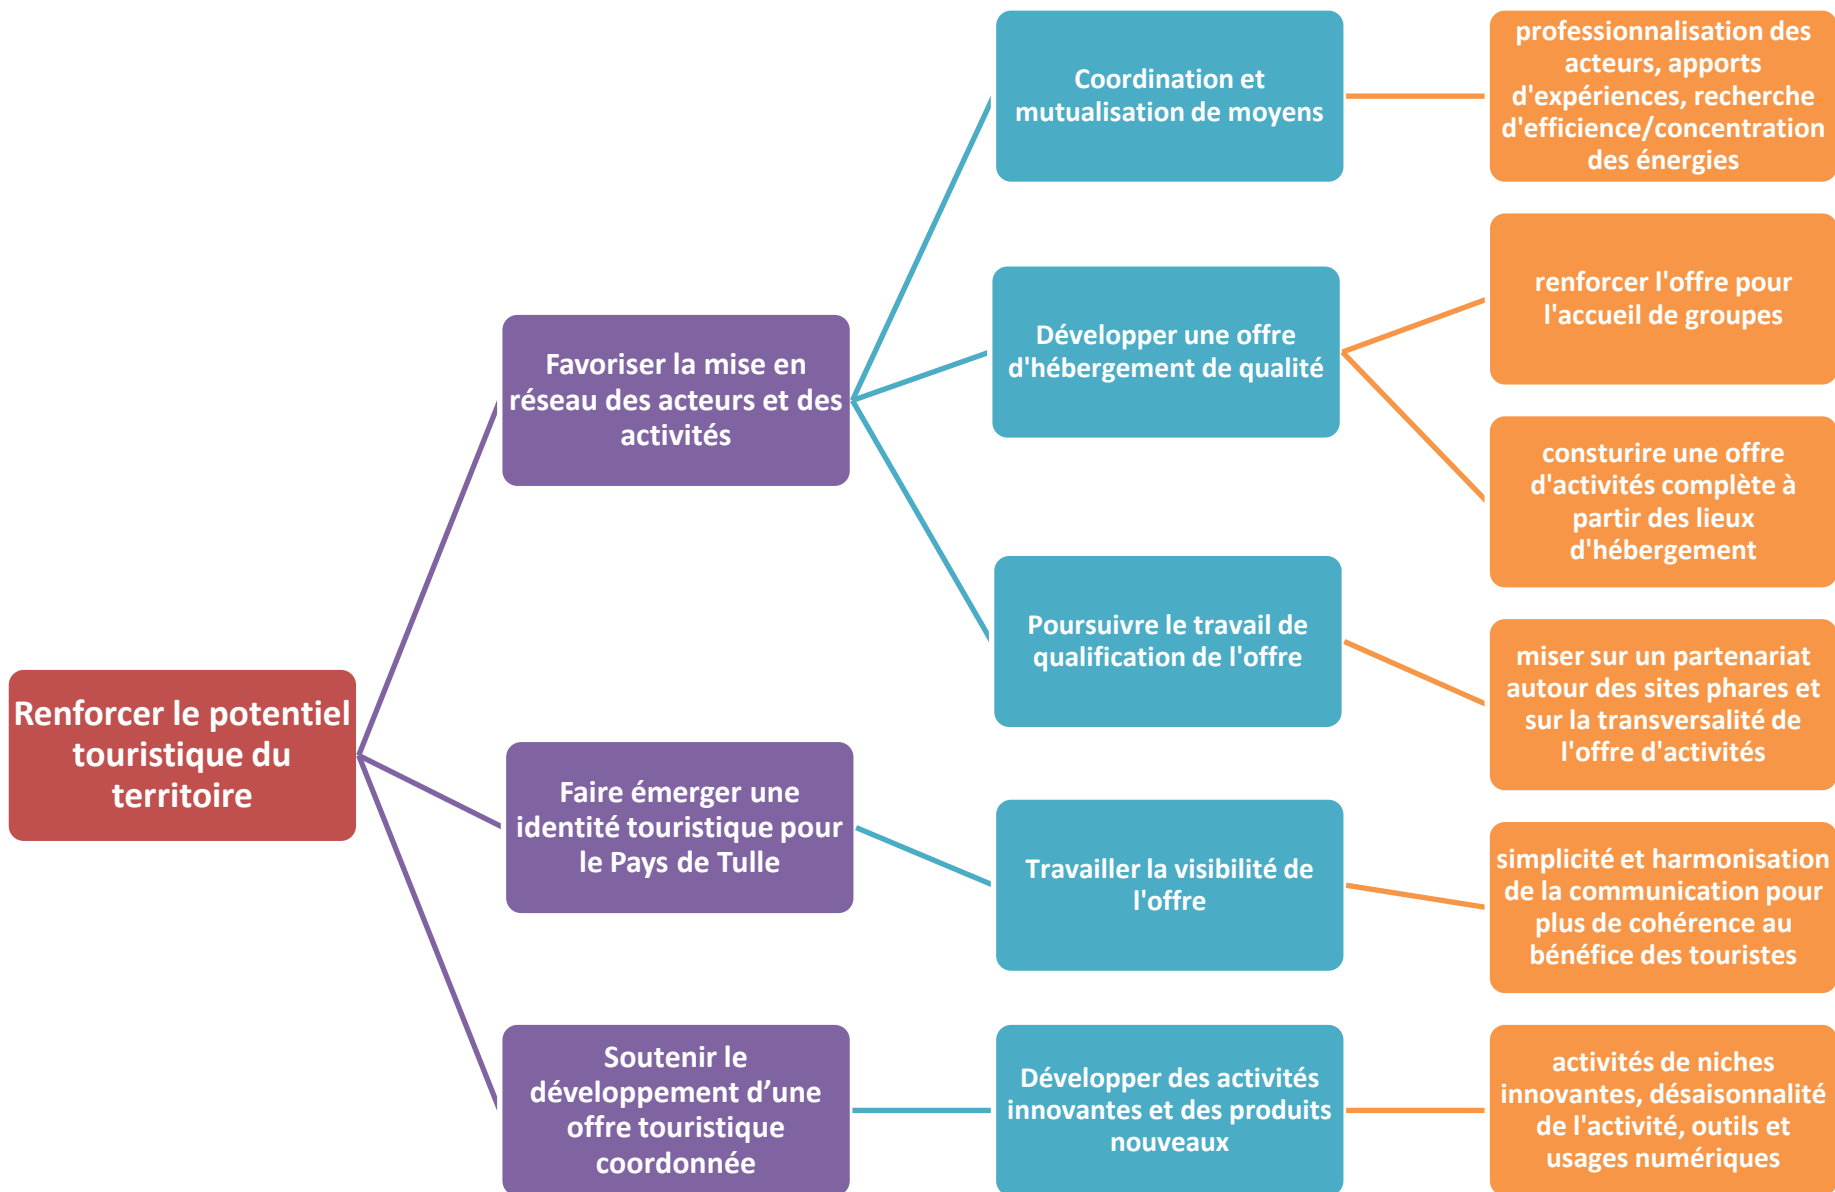 Renforcer le potentiel
touristique du
territoire
Favoriser la mise en
réseau des acteurs et des
activités
Coordination et
mutualisation de moyens
professionnalisation des
acteurs, apports
d'expériences, recherche
d'efficience/concentration
des énergies
Développer une offre
d'hébergement de qualité
renforcer l'offre pour
l'accueil de groupes
consturire une offre
d'activités complète à
partir des lieux
d'hébergement
Poursuivre le travail de
qualification de l'offre
miser sur un partenariat
autour des sites phares et
sur la transversalité de
l'offre d'activités
Faire émerger une
identité touristique pour
le Pays de Tulle
Travailler la visibilité de
l'offre
simplicité et harmonisation
de la communication pour
plus de cohérence au
bénéfice des touristes
Soutenir le
développement d’une
offre touristique
coordonnée
Développer des activités
innovantes et des produits
nouveaux
activités de niches
innovantes, désaisonnalité
de l'activité, outils et
usages numériques